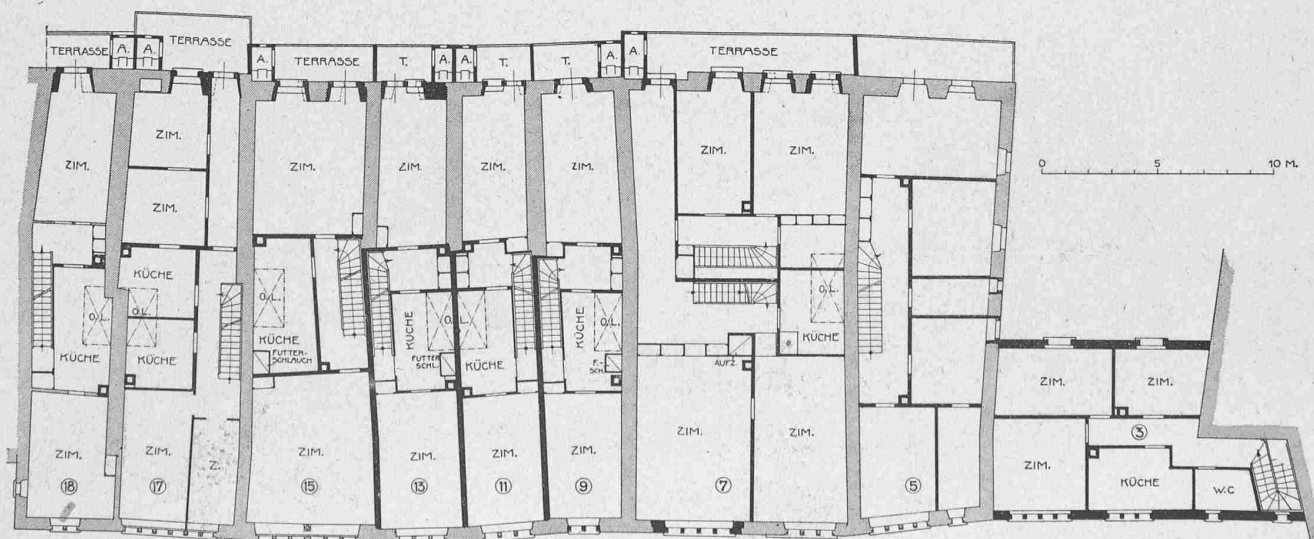 TERRASSE A. A. TERRASSE A. TERRASSE T. A. A. T. T. A. A. TERRASSE
0 5 10 M.
ZIM. ZIM. ZIM. ZIM. ZIM. ZIM. ZIM. ZIM.
ZIM.
KÜCHE
O.L. O.L. O.L. O.L. O.L. O.L.
KÜCHE KÜCHE KÜCHE KÜCHE KÜCHE KÜCHE KÜCHE
FUTTER-
SCHLAUCH
FUTTER
SCHL.
F.-
SCHL.
AUFZ.
ZIM. ZIM.
ZIM. ZIM. Z. ZIM. ZIM. ZIM. ZIM. ZIM. ZIM. ZIM.
3
KÜCHE W.C
18 17 15 13 11 9 7 5